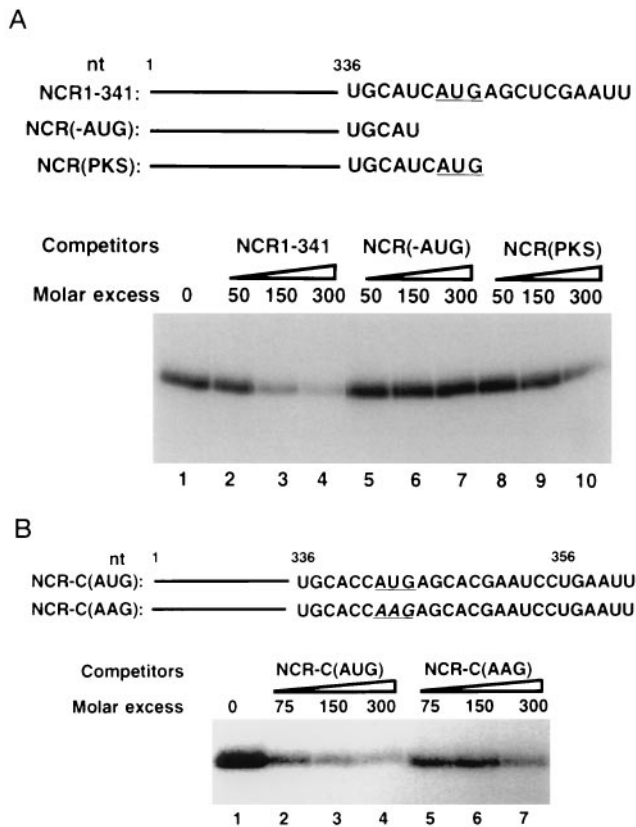 A
nt 1 336
NCR1-341: UGCAUCAUGAGCUCGAAUU
NCR(-AUG): UGCAU
NCR(PKS): UGCAUCAUG
Competitors NCR1-341 NCR(-AUG) NCR(PKS)
Molar excess 0 50 150 300 50 150 300 50 150 300
1 2 3 4 5 6 7 8 9 10
B
nt 1 336 356
NCR-C(AUG): UGCACCAUGAGCACGAAUCCUGAAUU
NCR-C(AAG): UGCACCAAGAGCACGAAUCCUGAAUU
Competitors NCR-C(AUG) NCR-C(AAG)
Molar excess 0 75 150 300 75 150 300
1 2 3 4 5 6 7